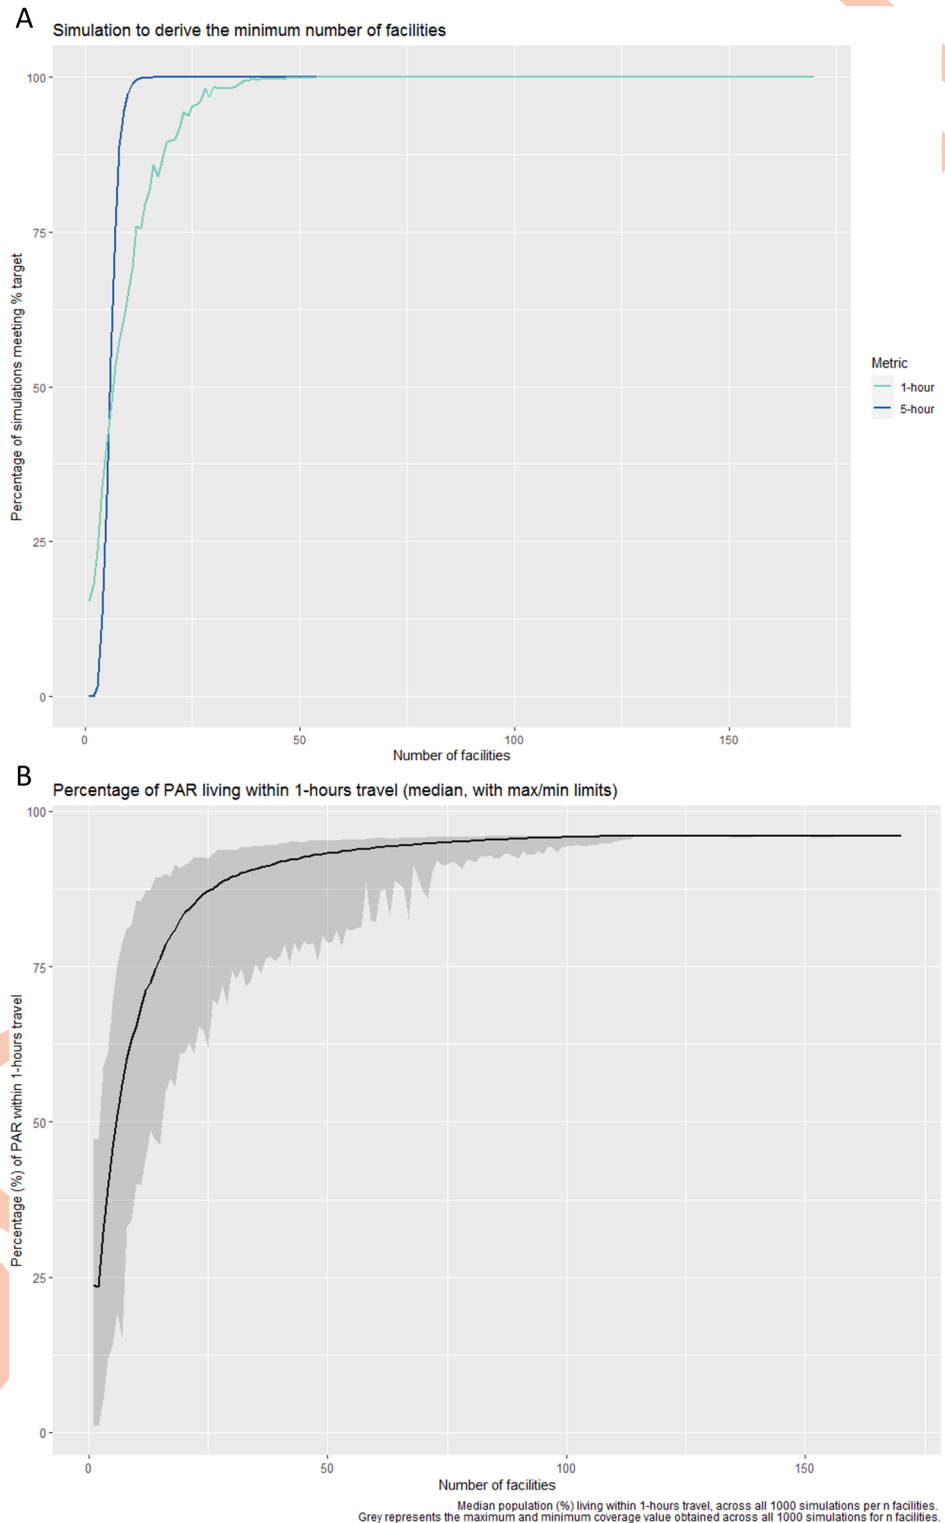 A
Simulation to derive the minimum number of facilities
100
75
50
25
0
Percentage of simulations meeting % target
0 50 100 150
Number of facilities
Metric
1-hour
5-hour
B
Percentage of PAR living within 1-hours travel (median, with max/min limits)
100
75
50
25
0
Percentage (%) of PAR within 1-hours travel
0 50 100 150
Number of facilities
Median population (%) living within 1-hours travel, across all 1000 simulations per n facilities.
Grey represents the maximum and minimum coverage value obtained across all 1000 simulations for n facilities.